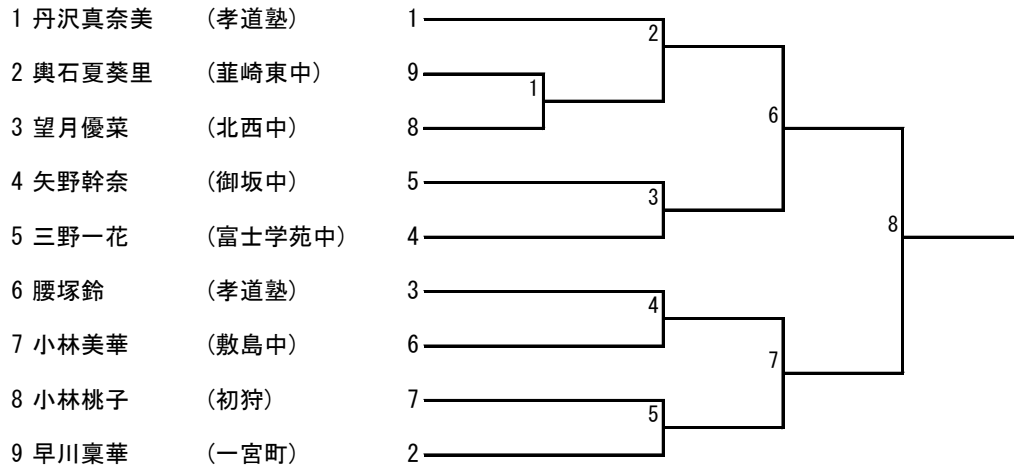 1 丹沢真奈美 (孝道塾) 1
2
2 輿石夏葵里 (韮崎東中) 9
1
3 望月優菜 (北西中) 8
6
4 矢野幹奈 (御坂中) 5
3
5 三野一花 (富士学苑中) 4
8
6 腰塚鈴 (孝道塾) 3
4
7 小林美華 (敷島中) 6
7
8 小林桃子 (初狩) 7
5
9 早川稟華 (一宮町) 2